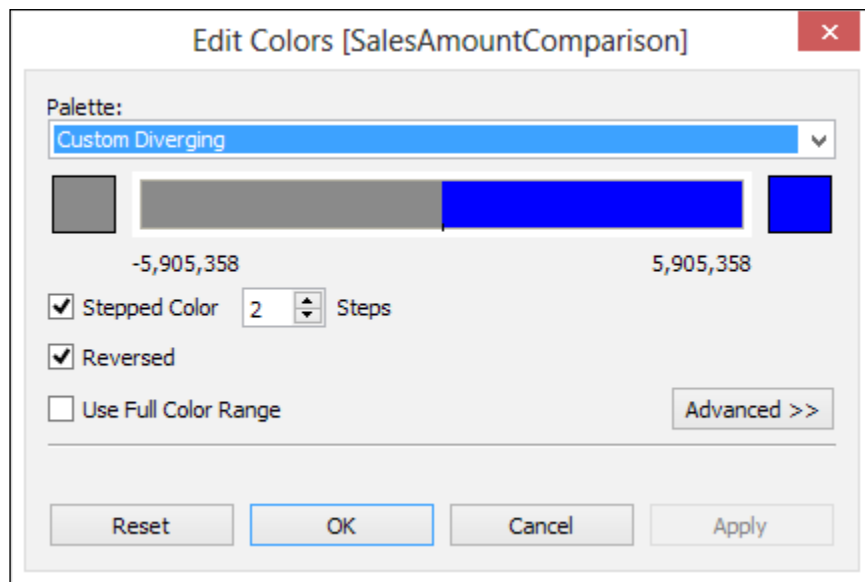 Edit Colors [SalesAmountComparison]
Palette:
Custom Diverging
-5,905,358 5,905,358
Stepped Color 2 Steps
Reversed
Use Full Color Range Advanced >>
Reset OK Cancel Apply